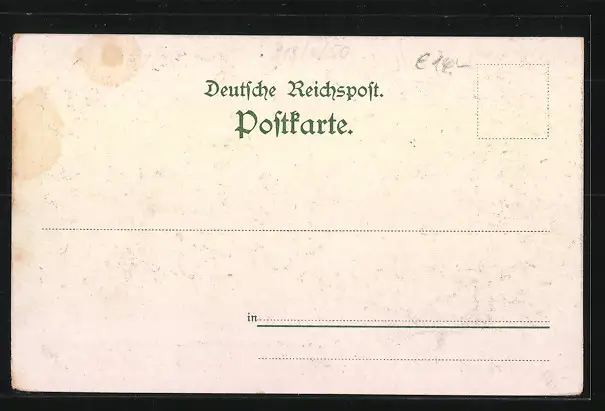 Deutſche Reichspoſt.
Poſtkarte.
in